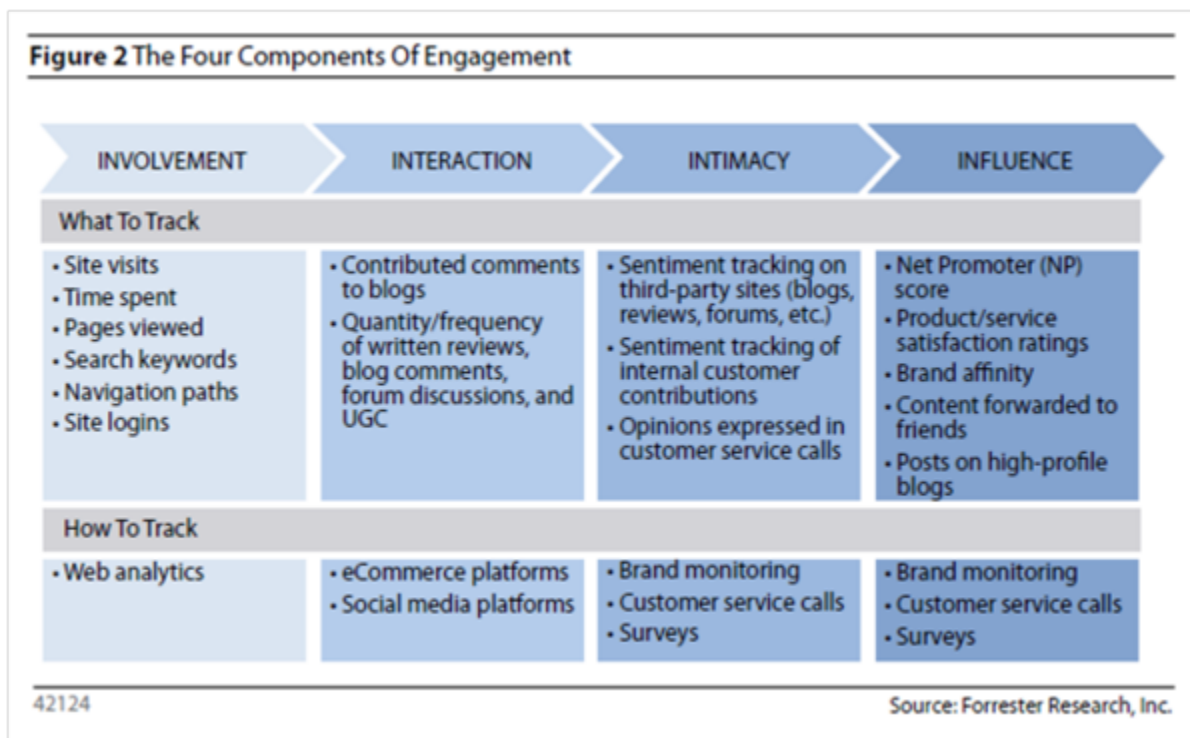 Figure 2 The Four Components Of Engagement
INVOLVEMENT
INTERACTION
INTIMACY
INFLUENCE
What To Track
• Site visits
• Time spent
• Pages viewed
• Search keywords
• Navigation paths
• Site logins
• Contributed comments
to blogs
• Quantity/frequency
of written reviews,
blog comments,
forum discussions, and
UGC
• Sentiment tracking on
third-party sites (blogs,
reviews, forums, etc.)
• Sentiment tracking of
internal customer
contributions
• Opinions expressed in
customer service calls
• Net Promoter (NP)
score
• Product/service
satisfaction ratings
• Brand affinity
• Content forwarded to
friends
• Posts on high-profile
blogs
How To Track
• Web analytics
• eCommerce platforms
• Social media platforms
• Brand monitoring
• Customer service calls
• Surveys
• Brand monitoring
• Customer service calls
• Surveys
42124
Source: Forrester Research, Inc.